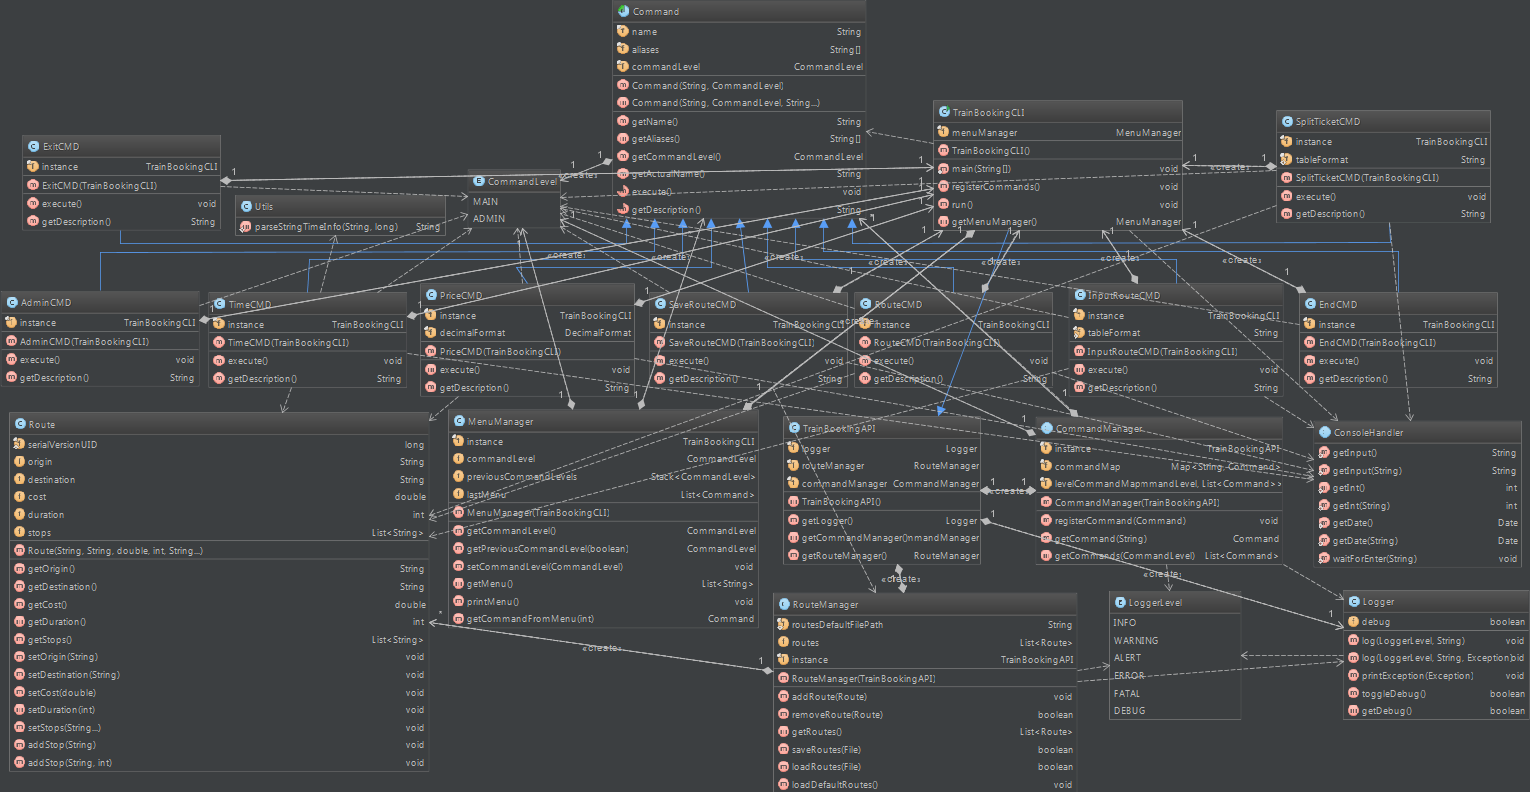 Command
name String
aliases String[]
commandLevel CommandLevel
Command(String, CommandLevel)
Command(String, CommandLevel, String...)
getName() String
getAliases() String[]
getCommandLevel() CommandLevel
getActualName() String
execute() void
getDescription() String
TrainBookingCLI
menuManager MenuManager
TrainBookingCLI()
main(String[]) void
registerCommands() void
run() void
getMenuManager() MenuManager
SplitTicketCMD
instance TrainBookingCLI
tableFormat String
SplitTicketCMD(TrainBookingCLI)
execute() void
getDescription() String
ExitCMD
instance TrainBookingCLI
ExitCMD(TrainBookingCLI)
execute() void
getDescription() String
CommandLevel
MAIN
ADMIN
Utils
parseStringTimeInfo(String, long) String
AdminCMD
instance TrainBookingCLI
AdminCMD(TrainBookingCLI)
execute() void
getDescription() String
TimeCMD
instance TrainBookingCLI
TimeCMD(TrainBookingCLI)
execute() void
getDescription() String
PriceCMD
instance TrainBookingCLI
decimalFormat DecimalFormat
PriceCMD(TrainBookingCLI)
execute() void
getDescription() String
SaveRouteCMD
instance TrainBookingCLI
SaveRouteCMD(TrainBookingCLI)
execute() void
getDescription() String
RouteCMD
instance TrainBookingCLI
RouteCMD(TrainBookingCLI)
execute() void
getDescription() String
InputRouteCMD
instance TrainBookingCLI
tableFormat String
InputRouteCMD(TrainBookingCLI)
execute() void
getDescription() String
EndCMD
instance TrainBookingCLI
EndCMD(TrainBookingCLI)
execute() void
getDescription() String
Route
serialVersionUID long
origin String
destination String
cost double
duration int
stops List<String>
Route(String, String, double, int, String...)
getOrigin() String
getDestination() String
getCost() double
getDuration() int
getStops() List<String>
setOrigin(String) void
setDestination(String) void
setCost(double) void
setDuration(int) void
setStops(String...) void
addStop(String) void
addStop(String, int) void
MenuManager
instance TrainBookingCLI
commandLevel CommandLevel
previousCommandLevels Stack<CommandLevel>
lastMenu List<Command>
MenuManager(TrainBookingCLI)
getCommandLevel() CommandLevel
getPreviousCommandLevel(boolean) CommandLevel
setCommandLevel(CommandLevel) void
getMenu() List<String>
printMenu() void
getCommandFromMenu(int) Command
TrainBookingAPI
logger Logger
routeManager RouteManager
commandManager CommandManager
TrainBookingAPI()
getLogger() Logger
getCommandManager()mmandManager
getRouteManager() RouteManager
CommandManager
instance TrainBookingAPI
commandMap Map<String, Command>
levelCommandMapmmandLevel, List<Command>>
CommandManager(TrainBookingAPI)
registerCommand(Command) void
getCommand(String) Command
getCommands(CommandLevel) List<Command>
ConsoleHandler
getInput() String
getInput(String) String
getInt() int
getInt(String) int
getDate() Date
getDate(String) Date
waitForEnter(String) void
RouteManager
routesDefaultFilePath String
routes List<Route>
instance TrainBookingAPI
RouteManager(TrainBookingAPI)
addRoute(Route) void
removeRoute(Route) boolean
getRoutes() List<Route>
saveRoutes(File) boolean
loadRoutes(File) boolean
loadDefaultRoutes() void
LoggerLevel
INFO
WARNING
ALERT
ERROR
FATAL
DEBUG
Logger
debug boolean
log(LoggerLevel, String) void
log(LoggerLevel, String, Exception)oid
printException(Exception) void
toggleDebug() boolean
getDebug() boolean